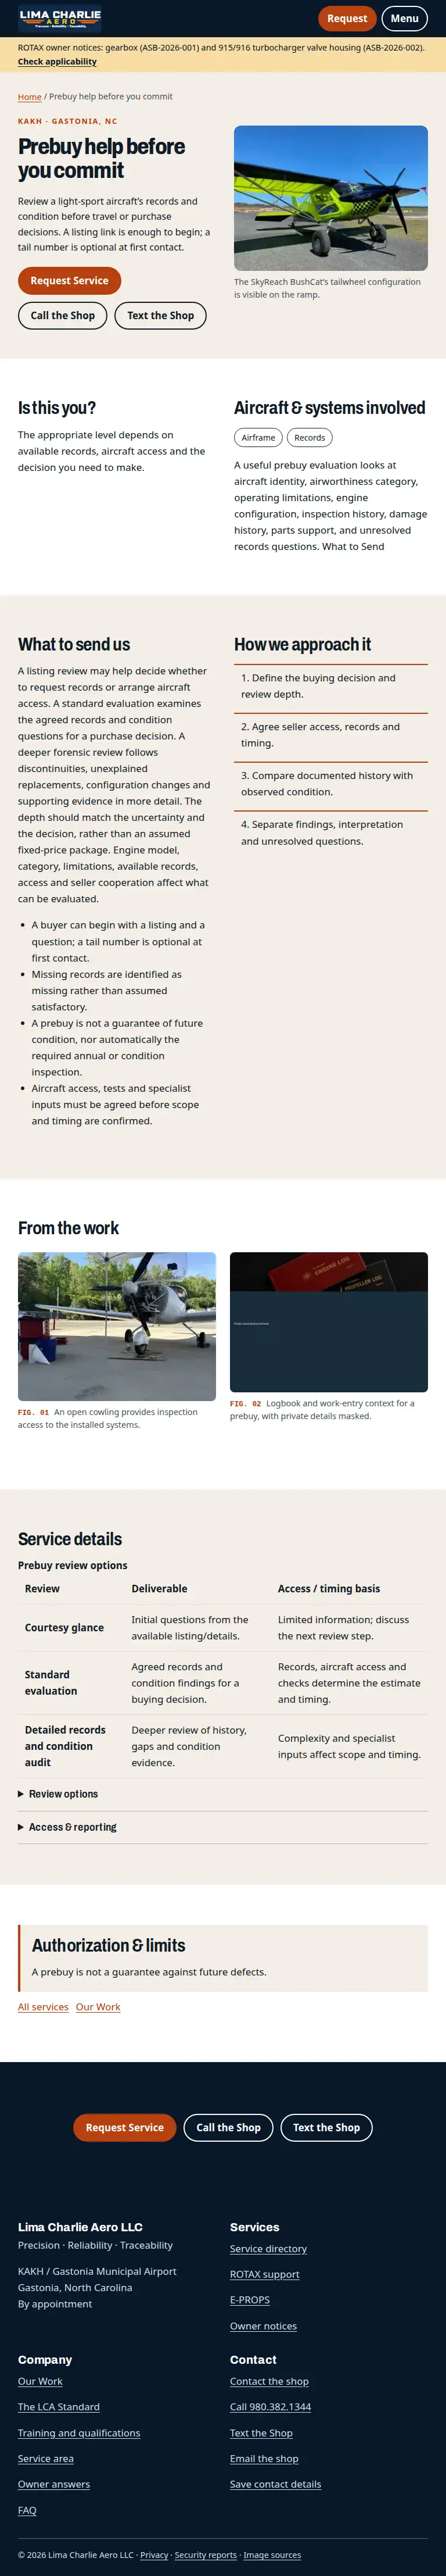 LIMA CHARLIE
AERO
Precision · Reliability · Traceability
Request
Menu
ROTAX owner notices: gearbox (ASB-2026-001) and 915/916 turbocharger valve housing (ASB-2026-002).
Check applicability
Home / Prebuy help before you commit
KAKH · GASTONIA, NC
Prebuy help before
you commit
Review a light-sport aircraft’s records and
condition before travel or purchase
decisions. A listing link is enough to begin; a
tail number is optional at first contact.
Request Service
Call the Shop
Text the Shop
The SkyReach BushCat’s tailwheel configuration
is visible on the ramp.
Is this you?
The appropriate level depends on
available records, aircraft access and the
decision you need to make.
Aircraft & systems involved
Airframe
Records
A useful prebuy evaluation looks at
aircraft identity, airworthiness category,
operating limitations, engine
configuration, inspection history, damage
history, parts support, and unresolved
records questions. What to Send
What to send us
A listing review may help decide whether
to request records or arrange aircraft
access. A standard evaluation examines
the agreed records and condition
questions for a purchase decision. A
deeper forensic review follows
discontinuities, unexplained
replacements, configuration changes and
supporting evidence in more detail. The
depth should match the uncertainty and
the decision, rather than an assumed
fixed-price package. Engine model,
category, limitations, available records,
access and seller cooperation affect what
can be evaluated.
• A buyer can begin with a listing and a
question; a tail number is optional at
first contact.
• Missing records are identified as
missing rather than assumed
satisfactory.
• A prebuy is not a guarantee of future
condition, nor automatically the
required annual or condition
inspection.
• Aircraft access, tests and specialist
inputs must be agreed before scope
and timing are confirmed.
How we approach it
1. Define the buying decision and
review depth.
2. Agree seller access, records and
timing.
3. Compare documented history with
observed condition.
4. Separate findings, interpretation
and unresolved questions.
From the work
FIG. 01 An open cowling provides inspection
access to the installed systems.
ENGINE LOG
PROPELLER LOG
FIG. 02 Logbook and work-entry context for a
prebuy, with private details masked.
Service details
Prebuy review options
Review
Deliverable
Access / timing basis
Courtesy glance
Initial questions from the
available listing/details.
Limited information; discuss
the next review step.
Standard
evaluation
Agreed records and
condition findings for a
buying decision.
Records, aircraft access and
checks determine the estimate
and timing.
Detailed records
and condition
audit
Deeper review of history,
gaps and condition
evidence.
Complexity and specialist
inputs affect scope and timing.
Review options
Access & reporting
Authorization & limits
A prebuy is not a guarantee against future defects.
All services
Our Work
Request Service
Call the Shop
Text the Shop
Lima Charlie Aero LLC
Precision · Reliability · Traceability
KAKH / Gastonia Municipal Airport
Gastonia, North Carolina
By appointment
Services
Service directory
ROTAX support
E-PROPS
Owner notices
Company
Our Work
The LCA Standard
Training and qualifications
Service area
Owner answers
FAQ
Contact
Contact the shop
Call 980.382.1344
Text the Shop
Email the shop
Save contact details
© 2026 Lima Charlie Aero LLC · Privacy · Security reports · Image sources